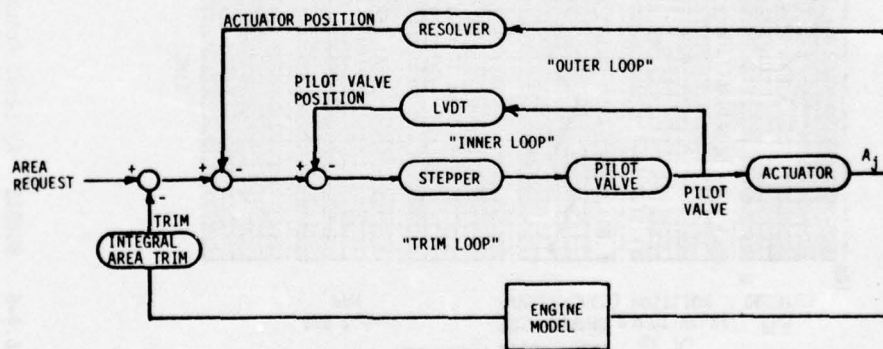 ACTUATOR POSITION
RESOLVER
"OUTER LOOP"
PILOT VALVE
POSITION
LVDT
"INNER LOOP"
AREA
REQUEST
+
-
+
-
+
-
STEPPER
PILOT
VALVE
PILOT
VALVE
ACTUATOR
Aj
TRIM
INTEGRAL
AREA TRIM
"TRIM LOOP"
ENGINE
MODEL